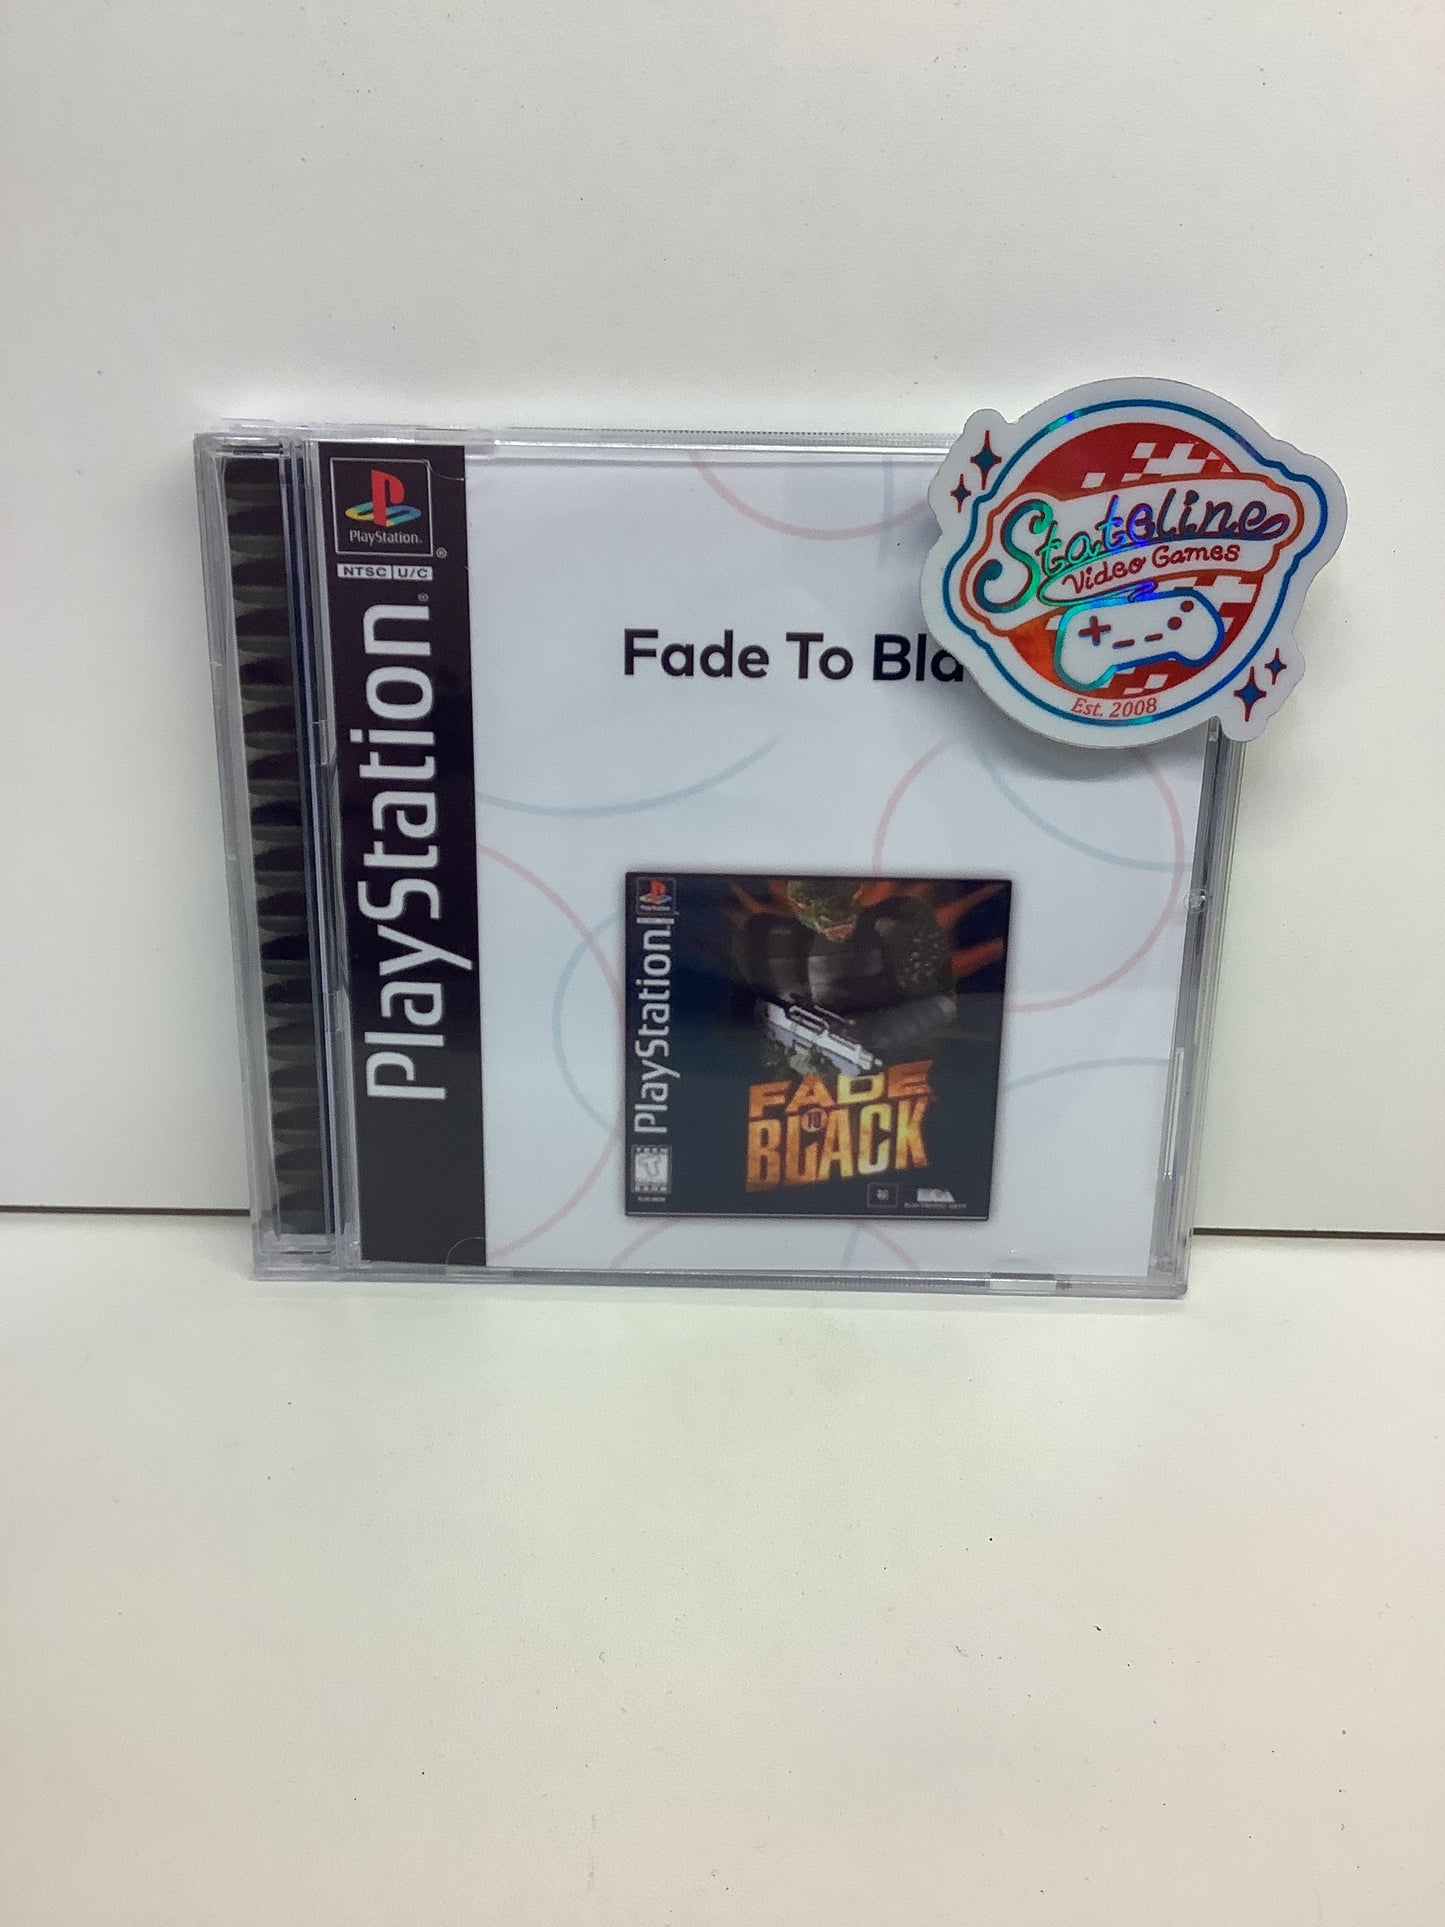 PlayStation
®
NTSC U/C
PlayStation®
Fade To Bla
Stateline
Video Games
Est. 2008
PlayStation
FADE
TO
BLACK
T